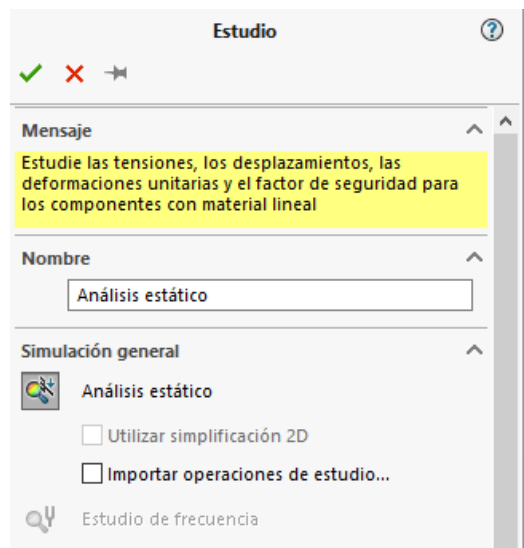 Estudio
Mensaje
Estudie las tensiones, los desplazamientos, las
deformaciones unitarias y el factor de seguridad para
los componentes con material lineal
Nombre
Análisis estático
Simulación general
Análisis estático
Utilizar simplificación 2D
Importar operaciones de estudio...
Estudio de frecuencia